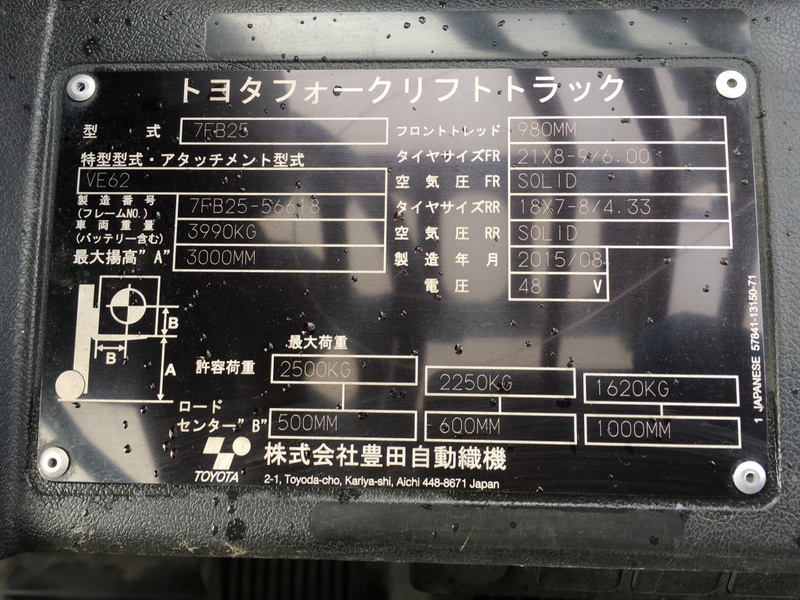 トヨタフォークリフトトラック
型 式 7FB25
特型型式・アタッチメント型式
VE62
製造番号 (フレームNO.) 7FB25-56618
車両重量 (バッテリー含む) 3990KG
最大揚高"A" 3000MM
フロントトレッド 980MM
タイヤサイズFR 21X8-9/6.00
空気圧 FR SOLID
タイヤサイズRR 18X7-8/4.33
空気圧 RR SOLID
製造年月 2015/08
電圧 48 V
B
B
A
最大荷重
許容荷重 2500KG 2250KG 1620KG
ロードセンター"B" 500MM 600MM 1000MM
TOYOTA
株式会社豊田自動織機
2-1, Toyoda-cho, Kariya-shi, Aichi 448-8671 Japan
1 JAPANESE 57841-13150-71